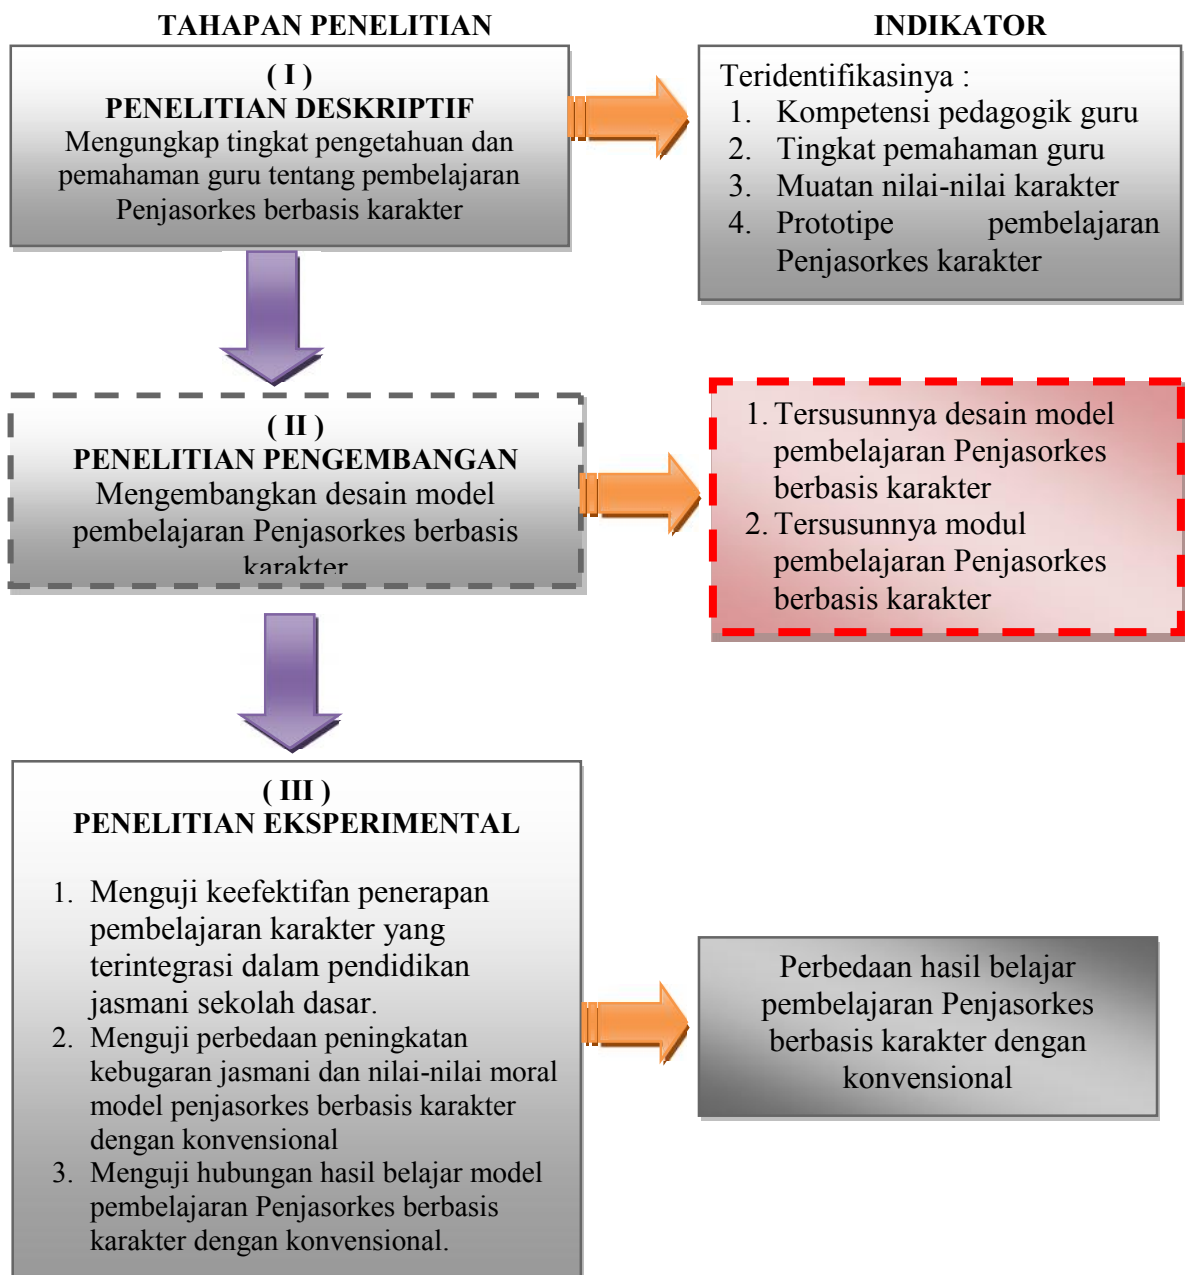 TAHAPAN PENELITIAN
INDIKATOR
( I )
PENELITIAN DESKRIPTIF
Mengungkap tingkat pengetahuan dan
pemahaman guru tentang pembelajaran
Penjasorkes berbasis karakter
Teridentifikasinya :
1. Kompetensi pedagogik guru
2. Tingkat pemahaman guru
3. Muatan nilai-nilai karakter
4. Prototipe pembelajaran
Penjasorkes karakter
( II )
PENELITIAN PENGEMBANGAN
Mengembangkan desain model
pembelajaran Penjasorkes berbasis
karakter
1. Tersusunnya desain model
pembelajaran Penjasorkes
berbasis karakter
2. Tersusunnya modul
pembelajaran Penjasorkes
berbasis karakter
( III )
PENELITIAN EKSPERIMENTAL
1. Menguji keefektifan penerapan
pembelajaran karakter yang
terintegrasi dalam pendidikan
jasmani sekolah dasar.
2. Menguji perbedaan peningkatan
kebugaran jasmani dan nilai-nilai moral
model penjasorkes berbasis karakter
dengan konvensional
3. Menguji hubungan hasil belajar model
pembelajaran Penjasorkes berbasis
karakter dengan konvensional.
Perbedaan hasil belajar
pembelajaran Penjasorkes
berbasis karakter dengan
konvensional